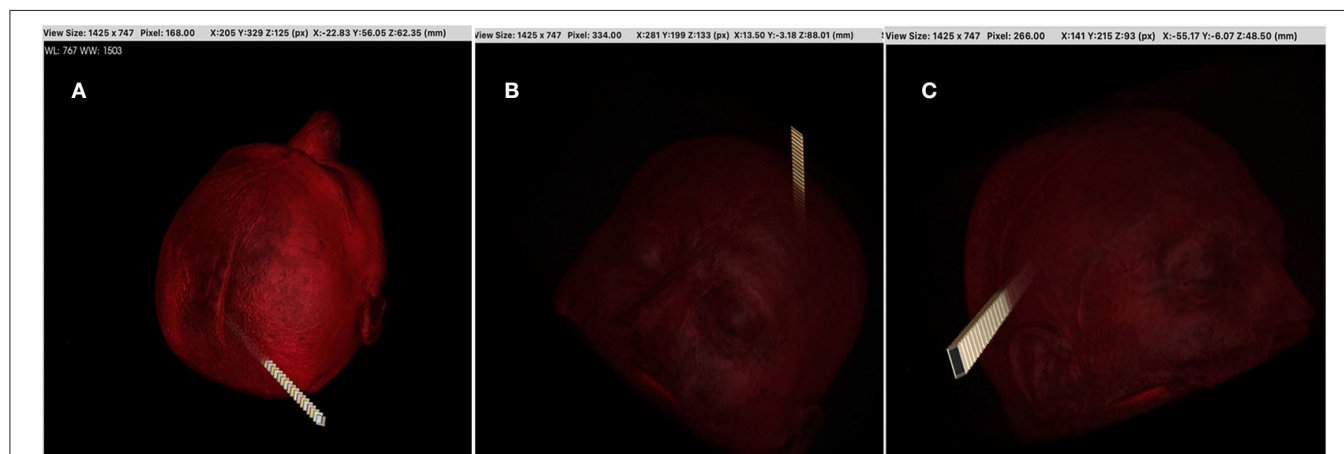 View Size: 1425 x 747 Pixel: 168.00 X:205 Y:329 Z:125 (px) X:-22.83 Y:56.05 Z:62.35 (mm)
WL: 767 WW: 1503
A
View Size: 1425 x 747 Pixel: 334.00 X:281 Y:199 Z:133 (px) X:13.50 Y:-3.18 Z:88.01 (mm)
B
View Size: 1425 x 747 Pixel: 266.00 X:141 Y:215 Z:93 (px) X:-55.17 Y:-6.07 Z:48.50 (mm)
C